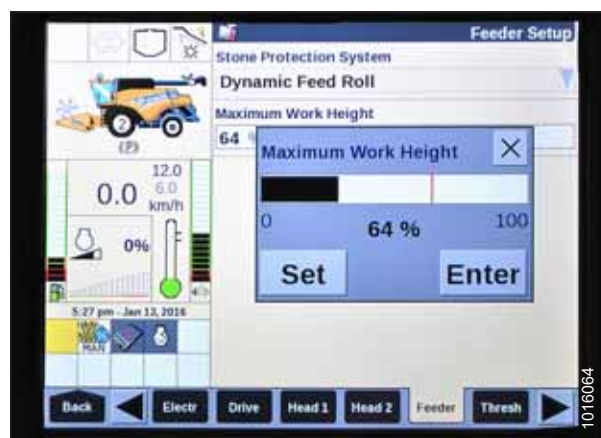 Feeder Setup
Stone Protection System
Dynamic Feed Roll
Maximum Work Height
64 %
Maximum Work Height
0
64 %
100
Set
Enter
2
(P)
12.0
6.0
0.0
km/h
0%
5:27 pm - Jan 13, 2016
MAN
Back
Electr
Drive
Head 1
Head 2
Feeder
Thresh
1016064